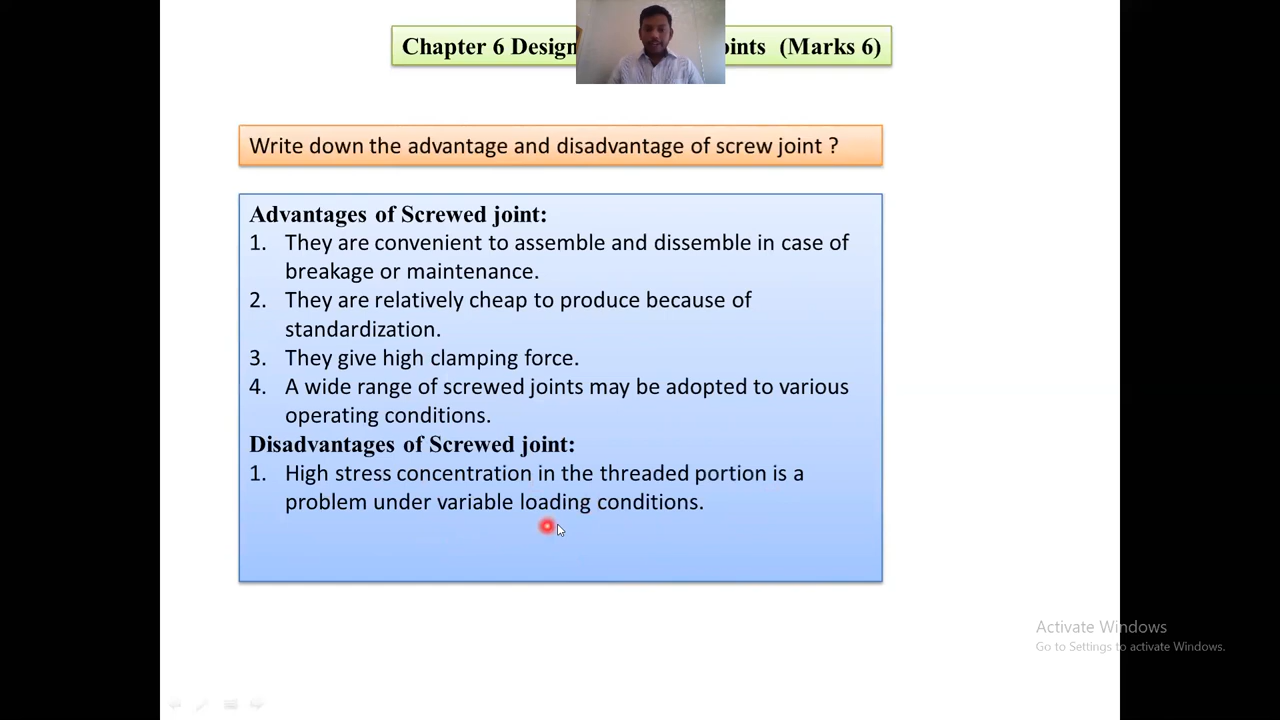 Chapter 6 Design oints (Marks 6)
Write down the advantage and disadvantage of screw joint ?
Advantages of Screwed joint:
1. They are convenient to assemble and dissemble in case of
breakage or maintenance.
2. They are relatively cheap to produce because of
standardization.
3. They give high clamping force.
4. A wide range of screwed joints may be adopted to various
operating conditions.
Disadvantages of Screwed joint:
1. High stress concentration in the threaded portion is a
problem under variable loading conditions.
Activate Windows
Go to Settings to activate Windows.